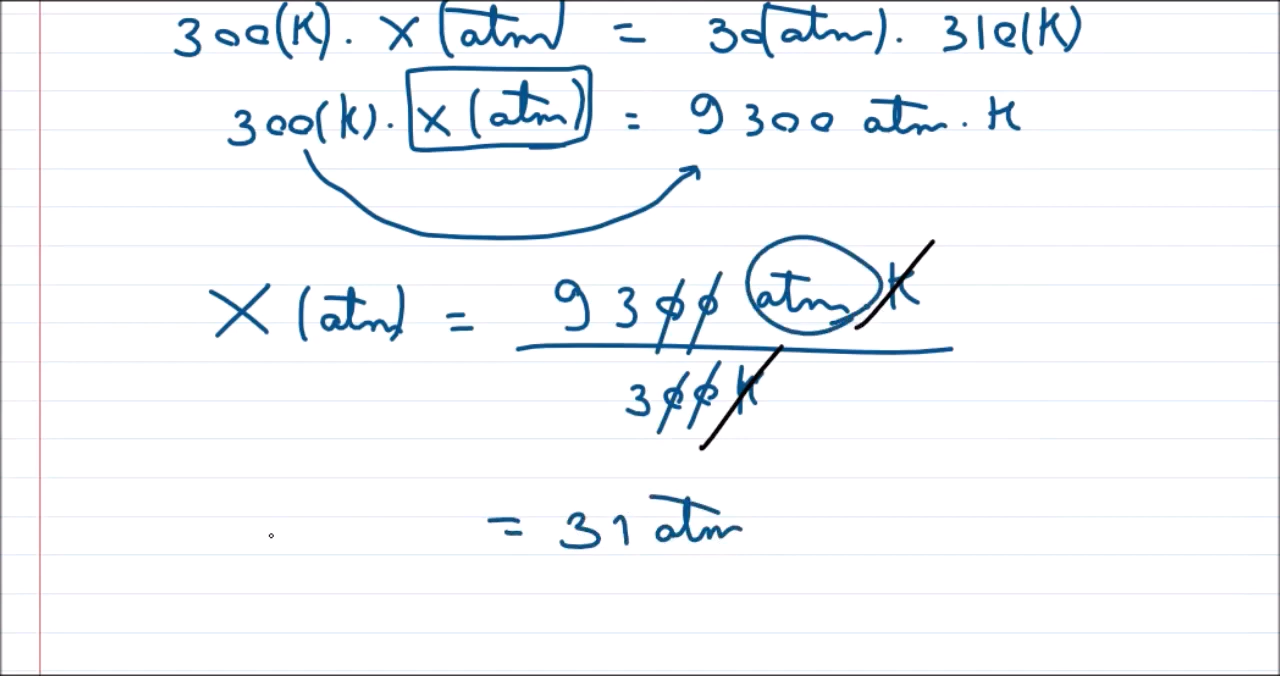 300(K). X (atm) = 30(atm). 310(K)
300(k). X (atm) = 9300 atm. K
X (atm) = 9300 atm. K
300 K
= 31 atm